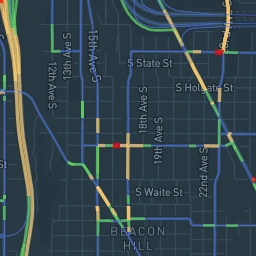 12th Ave S
13th Ave S
15th Ave S
S State St
S Holgate St
18th Ave S
19th Ave S
22nd Ave S
St
S Waite St
BEACON
HILL